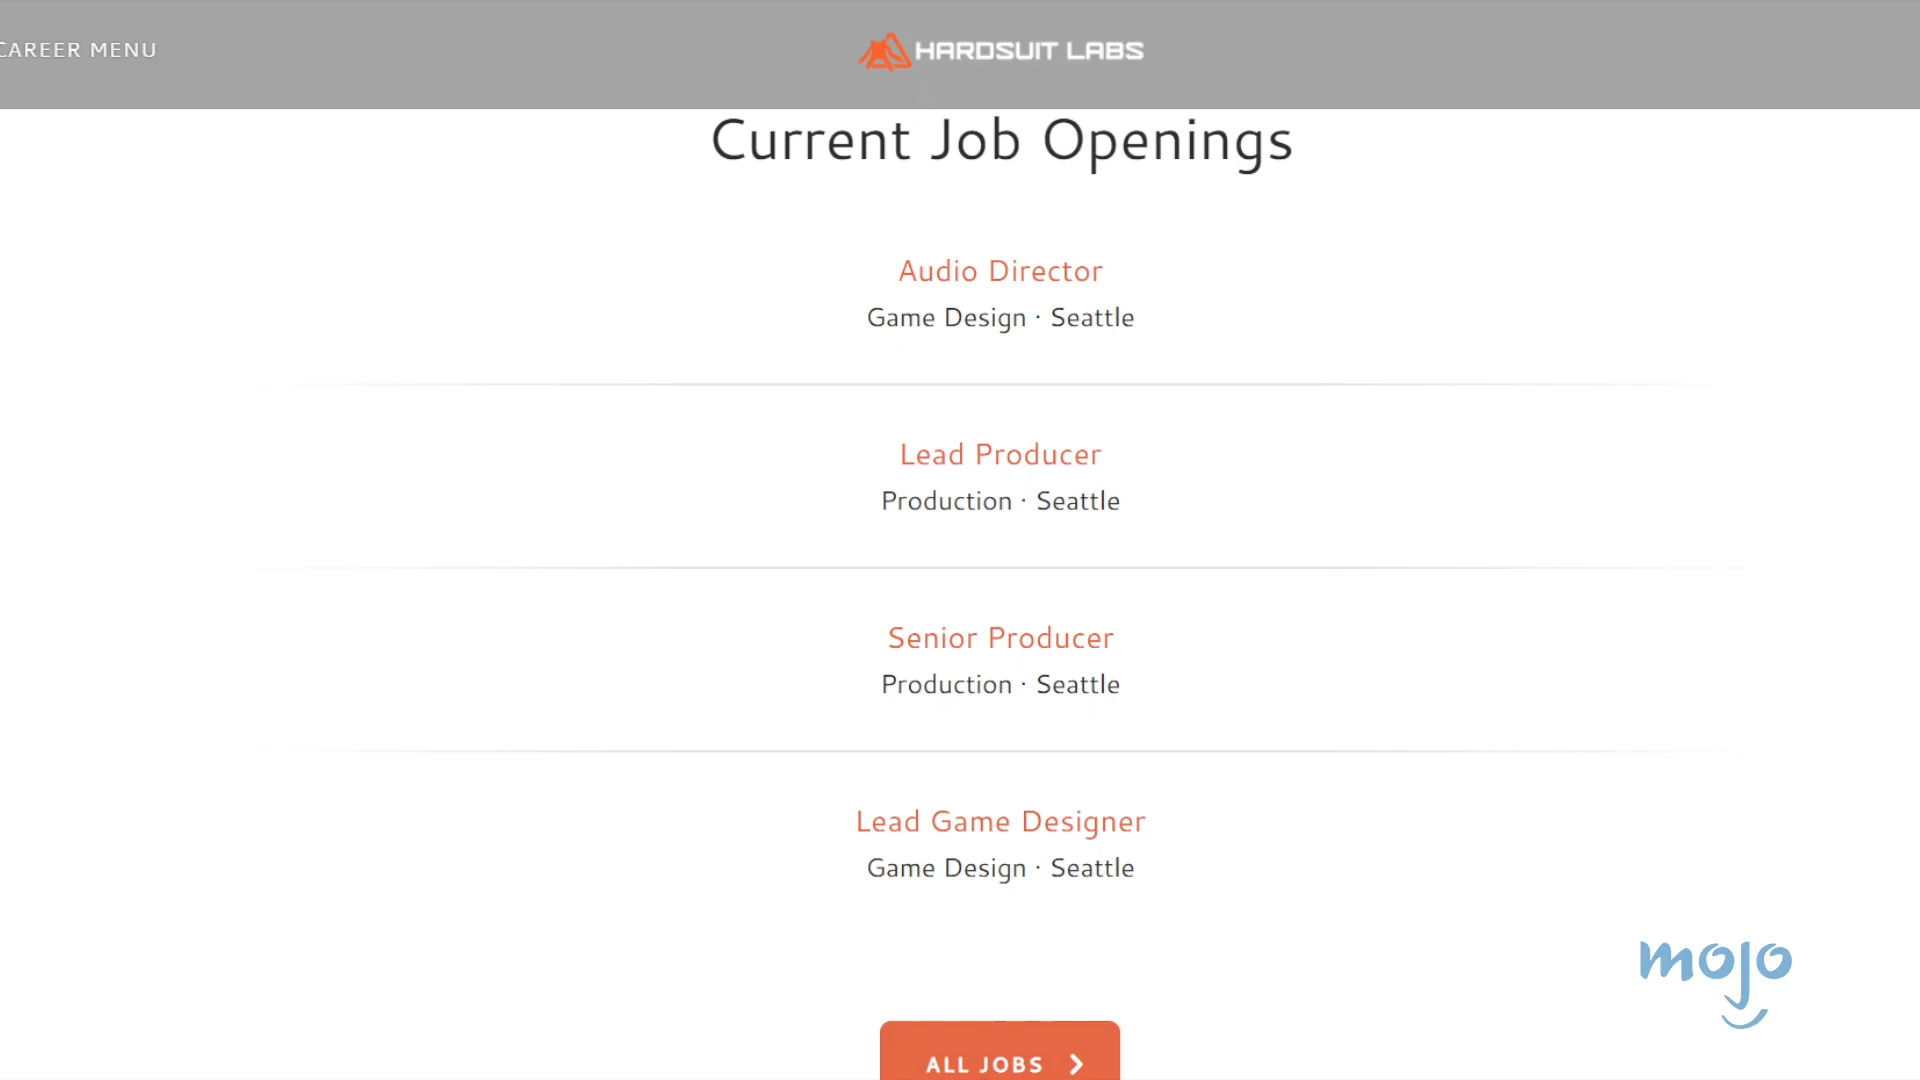 CAREER MENU
HARDSUIT LABS
Current Job Openings
Audio Director
Game Design · Seattle
Lead Producer
Production · Seattle
Senior Producer
Production · Seattle
Lead Game Designer
Game Design · Seattle
mojo
ALL JOBS